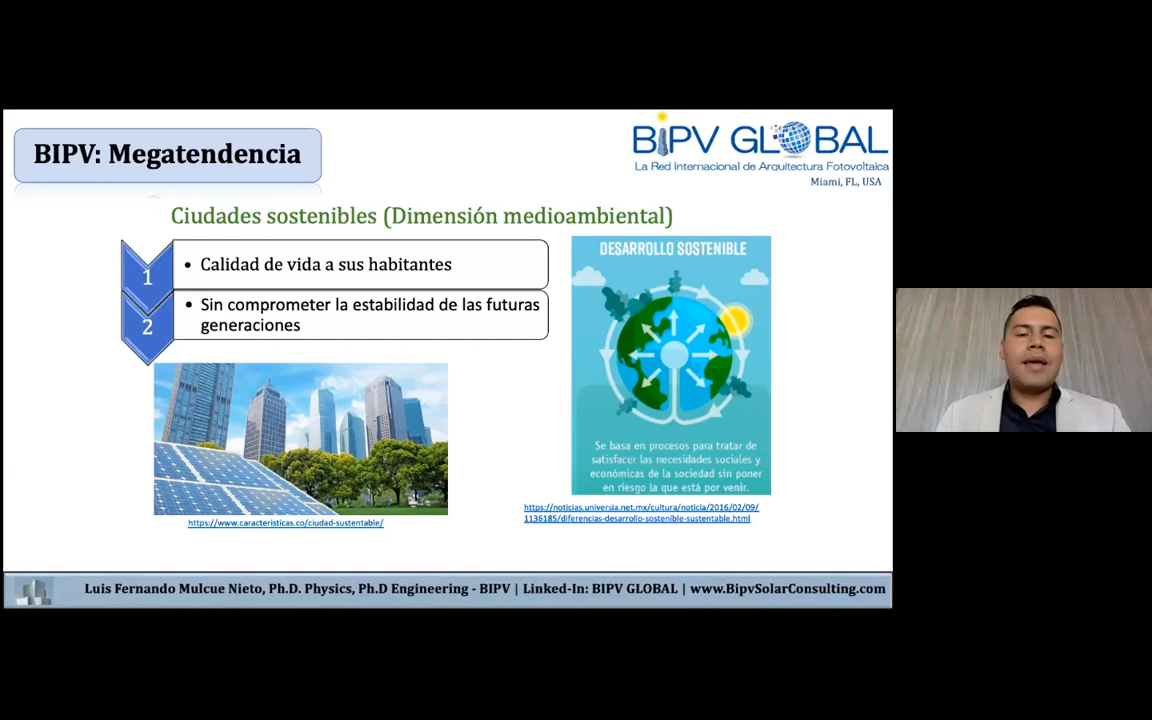 BIPV: Megatendencia
BIPV GLOBAL
La Red Internacional de Arquitectura Fotovoltaica
Miami, FL, USA
Ciudades sostenibles (Dimensión medioambiental)
1
• Calidad de vida a sus habitantes
2
• Sin comprometer la estabilidad de las futuras
generaciones
DESARROLLO SOSTENIBLE
Se basa en procesos para tratar de
satisfacer las necesidades sociales y
económicas de la sociedad sin poner
en riesgo la que está por venir.
https://www.caracteristicas.co/ciudad-sustentable/
https://noticias.universia.net.mx/cultura/noticia/2016/02/09/
1136185/diferencias-desarrollo-sostenible-sustentable.html
Luis Fernando Mulcue Nieto, Ph.D. Physics, Ph.D Engineering - BIPV | Linked-In: BIPV GLOBAL | www.BipvSolarConsulting.com